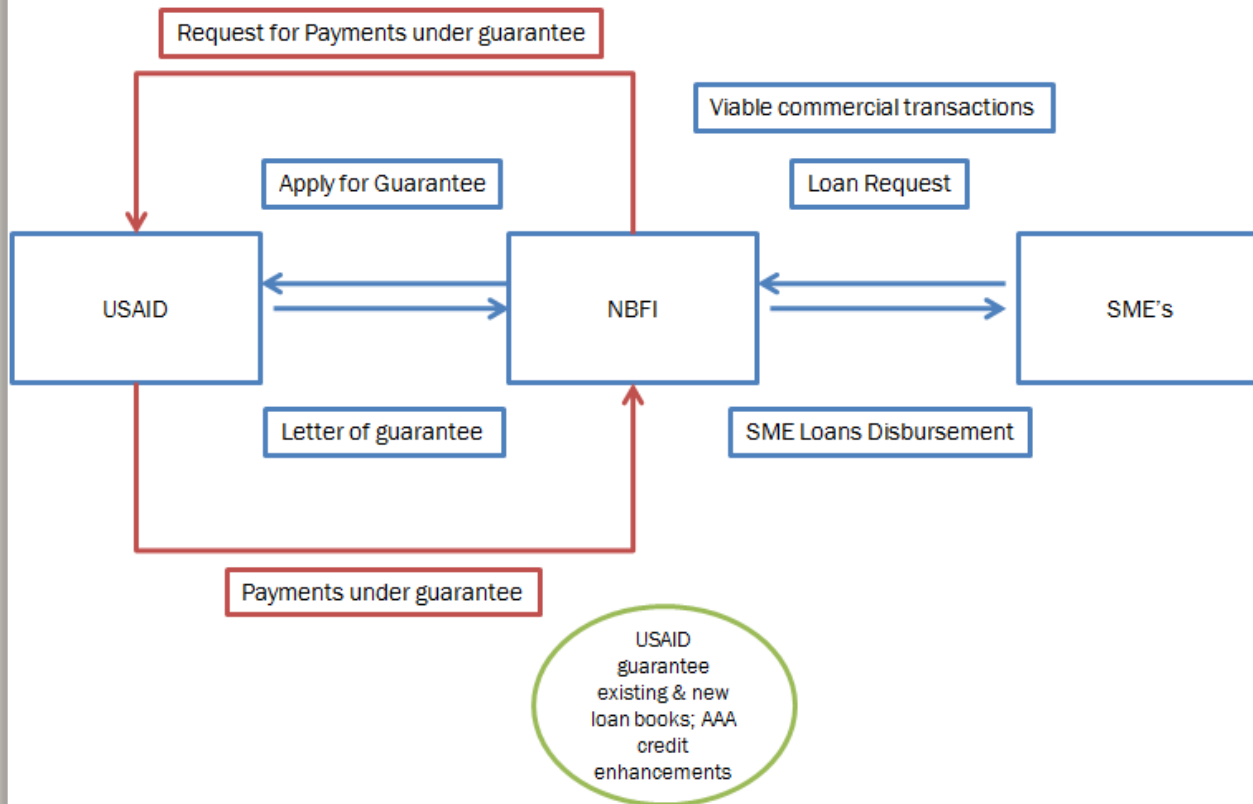 Request for Payments under guarantee
Viable commercial transactions
Apply for Guarantee
Loan Request
USAID
NBFI
SME's
Letter of guarantee
SME Loans Disbursement
Payments under guarantee
USAID
guarantee
existing & new
loan books; AAA
credit
enhancements